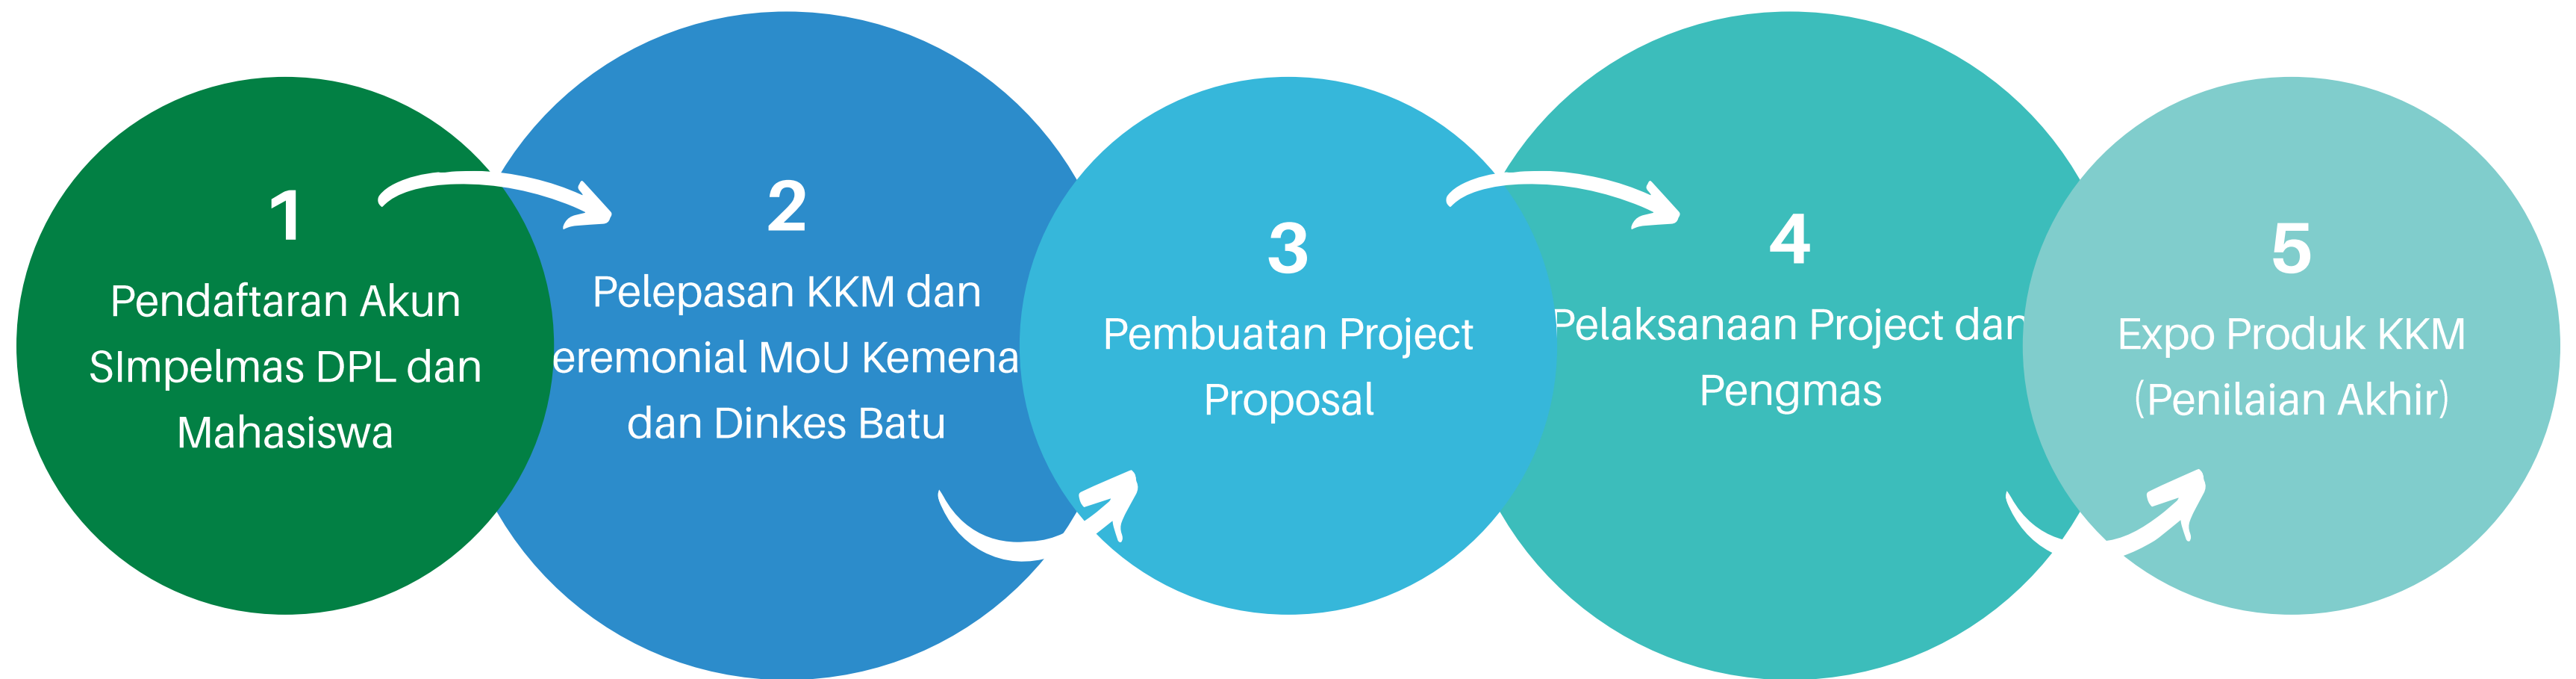 1
Pendaftaran Akun
SImpelmas DPL dan
Mahasiswa
2
Pelepasan KKM dan
eremonial MoU Kemena
dan Dinkes Batu
3
Pembuatan Project
Proposal
4
Pelaksanaan Project dan
Pengmas
5
Expo Produk KKM
(Penilaian Akhir)